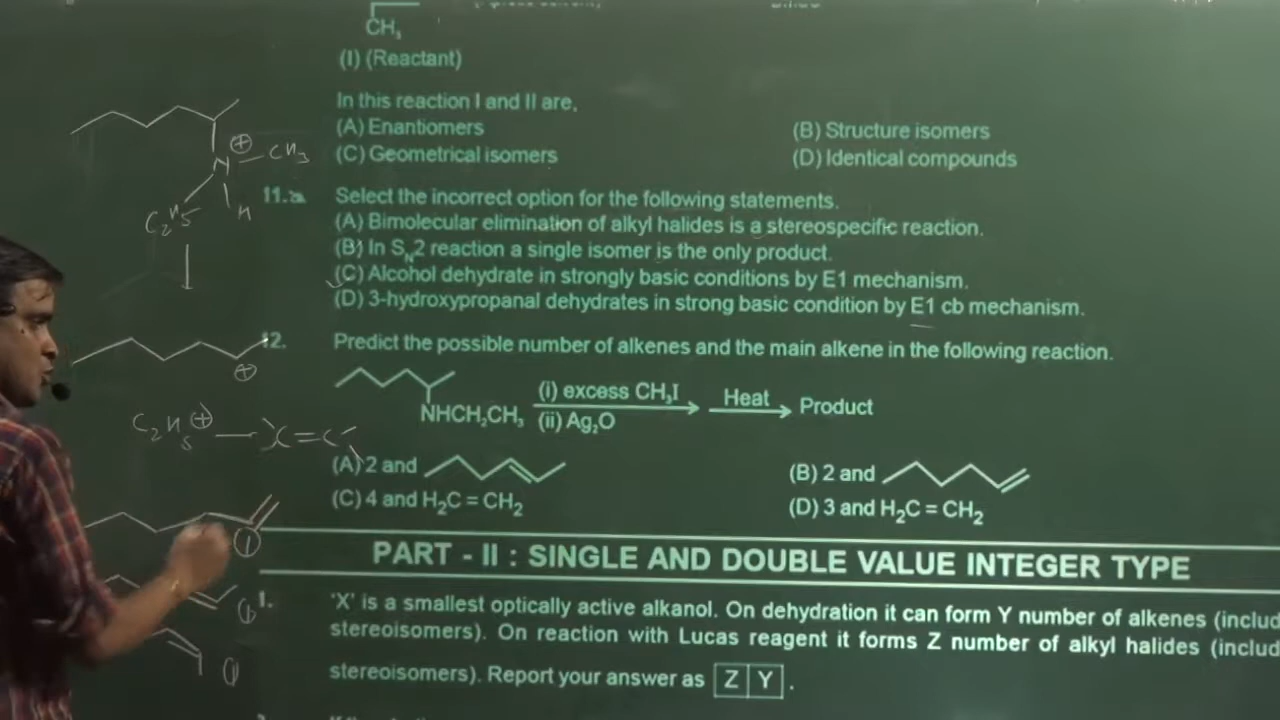 CH₃
(I) (Reactant)
In this reaction I and II are,
(A) Enantiomers (B) Structure isomers
(C) Geometrical isomers (D) Identical compounds
11. Select the incorrect option for the following statements.
(A) Bimolecular elimination of alkyl halides is a stereospecific reaction.
(B) In Sₙ2 reaction a single isomer is the only product.
(C) Alcohol dehydrate in strongly basic conditions by E1 mechanism.
(D) 3-hydroxypropanal dehydrates in strong basic condition by E1 cb mechanism.
12. Predict the possible number of alkenes and the main alkene in the following reaction.
NHCH₂CH₃ (i) excess CH₃I (ii) Ag₂O Heat Product
(A) 2 and (B) 2 and
(C) 4 and H₂C = CH₂ (D) 3 and H₂C = CH₂
PART - II : SINGLE AND DOUBLE VALUE INTEGER TYPE
1. 'X' is a smallest optically active alkanol. On dehydration it can form Y number of alkenes (includ
stereoisomers). On reaction with Lucas reagent it forms Z number of alkyl halides (includ
stereoisomers). Report your answer as Z Y .
⊕
N CH₃
C₂H₅ H
⊕
C₂H₅ ⊕